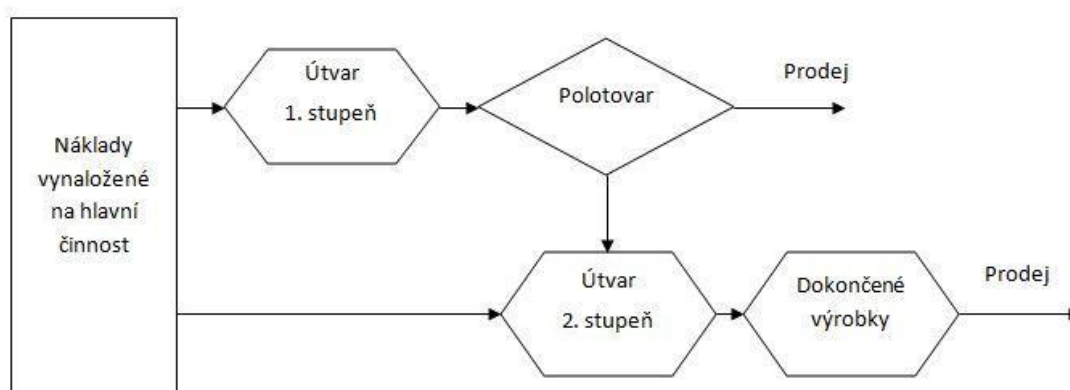 Náklady
vynaložené
na hlavní
činnost
Útvar
1. stupeň
Polotovar
Prodej
Útvar
2. stupeň
Dokončené
výrobky
Prodej